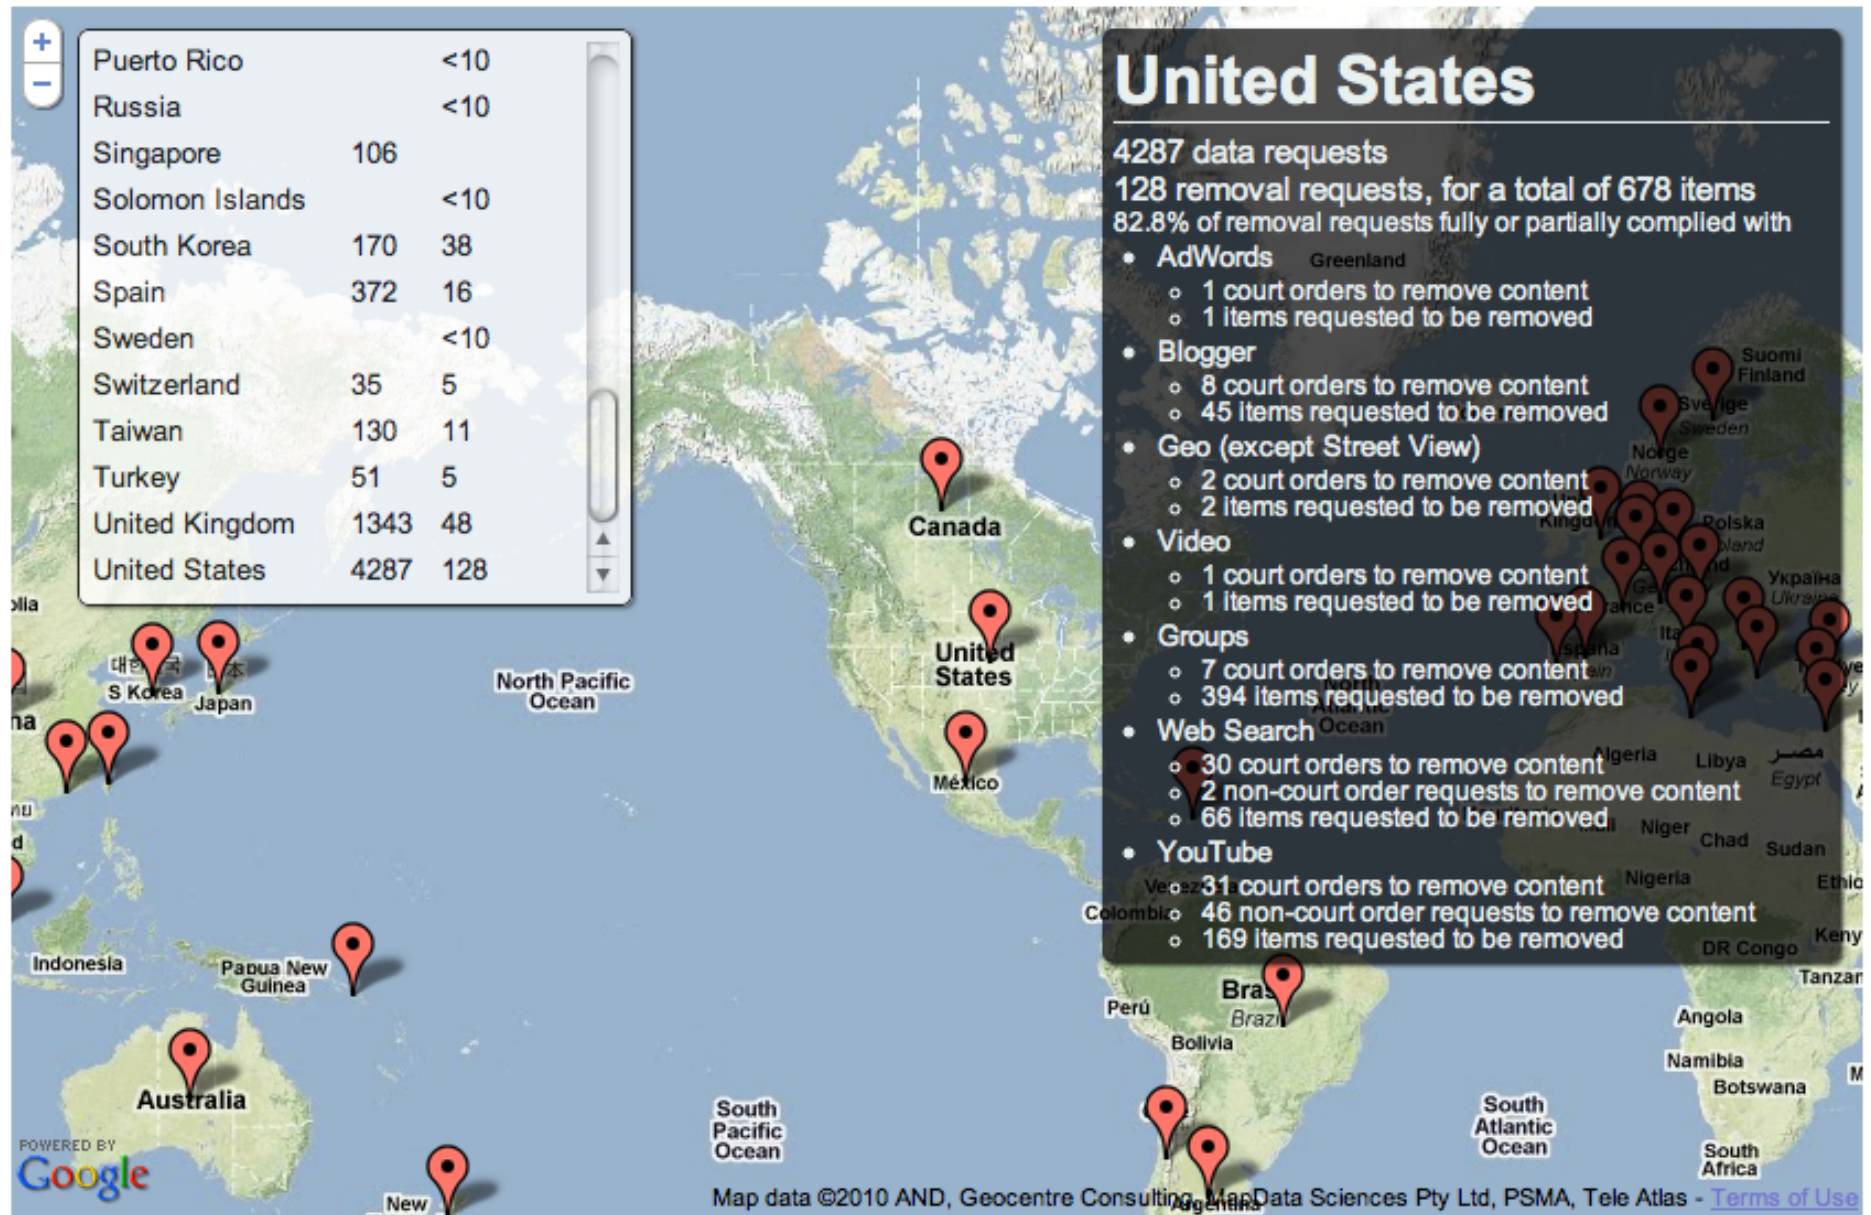 +
−
Puerto Rico <10
Russia <10
Singapore 106
Solomon Islands <10
South Korea 170 38
Spain 372 16
Sweden <10
Switzerland 35 5
Taiwan 130 11
Turkey 51 5
United Kingdom 1343 48
United States 4287 128
United States
4287 data requests
128 removal requests, for a total of 678 items
82.8% of removal requests fully or partially complied with
• AdWords
1 court orders to remove content
1 items requested to be removed
• Blogger
8 court orders to remove content
45 items requested to be removed
• Geo (except Street View)
2 court orders to remove content
2 items requested to be removed
• Video
1 court orders to remove content
1 items requested to be removed
• Groups
7 court orders to remove content
394 items requested to be removed
• Web Search
30 court orders to remove content
2 non-court order requests to remove content
66 items requested to be removed
• YouTube
31 court orders to remove content
46 non-court order requests to remove content
169 items requested to be removed
Greenland
Suomi
Finland
Sverige
Sweden
Norge
Norway
Polska
Україна
Ukraine
Canada
United
States
México
North Pacific
Ocean
North
Atlantic
Ocean
S Korea
Japan
Algeria
Libya
مصر
Egypt
Niger
Chad
Sudan
Nigeria
DR Congo
Indonesia
Papua New
Guinea
Australia
New
Perú
Brazil
Bolivia
Angola
Namibia
Botswana
South
Africa
South
Pacific
Ocean
South
Atlantic
Ocean
POWERED BY
Google
Map data ©2010 AND, Geocentre Consulting, MapData Sciences Pty Ltd, PSMA, Tele Atlas - Terms of Use